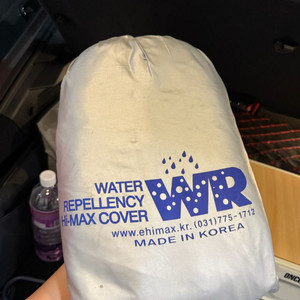 WATER
REPELLENCY
HI-MAX COVER
WR
www.ehimax.kr. (031)775-1712
MADE IN KOREA